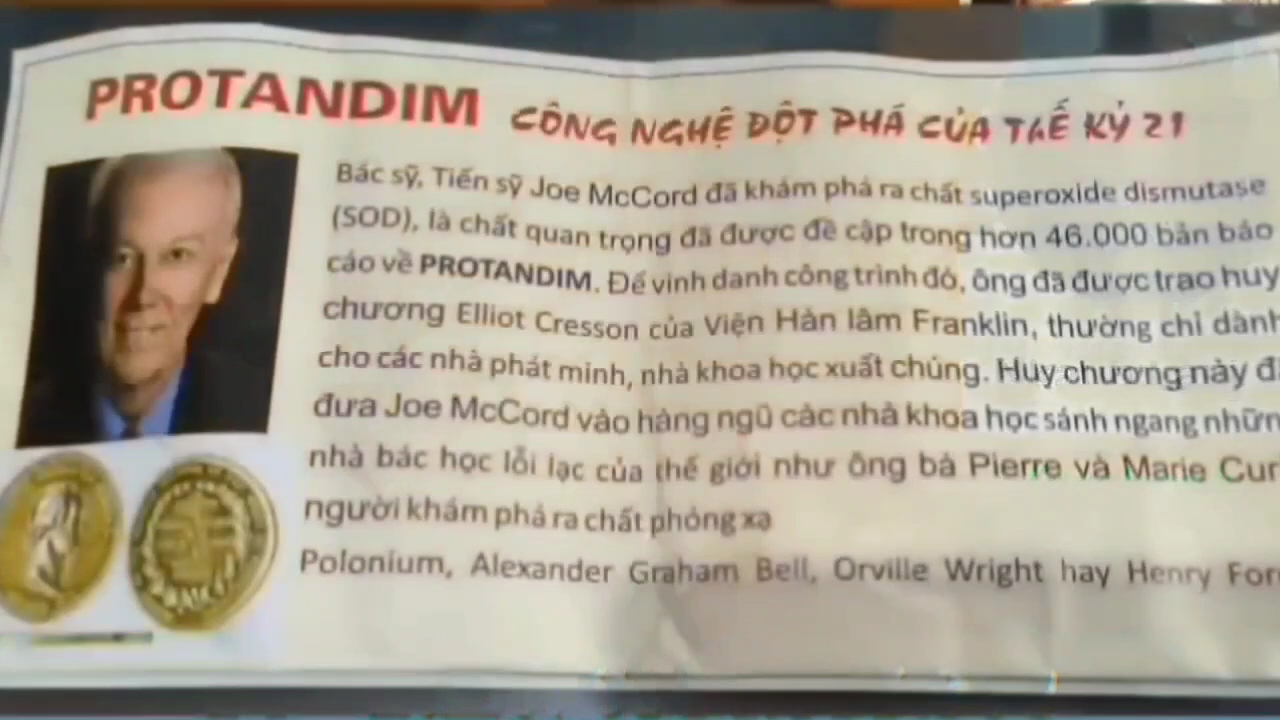 PROTANDIM CÔNG NGHỆ ĐỘT PHÁ CỦA THẾ KỶ 21
Bác sỹ, Tiến sỹ Joe McCord đã khám phá ra chất superoxide dismutase
(SOD), là chất quan trọng đã được đề cập trong hơn 46.000 bản báo
cáo về PROTANDIM. Để vinh danh công trình đó, ông đã được trao huy
chương Elliot Cresson của Viện Hàn lâm Franklin, thường chỉ dành
cho các nhà phát minh, nhà khoa học xuất chúng. Huy chương này
đưa Joe McCord vào hàng ngũ các nhà khoa học sánh ngang
nhà bác học lỗi lạc của thế giới như ông bà Pierre và Marie
người khám phá ra chất phóng xạ
Polonium, Alexander Graham Bell, Orville Wright hay Henry